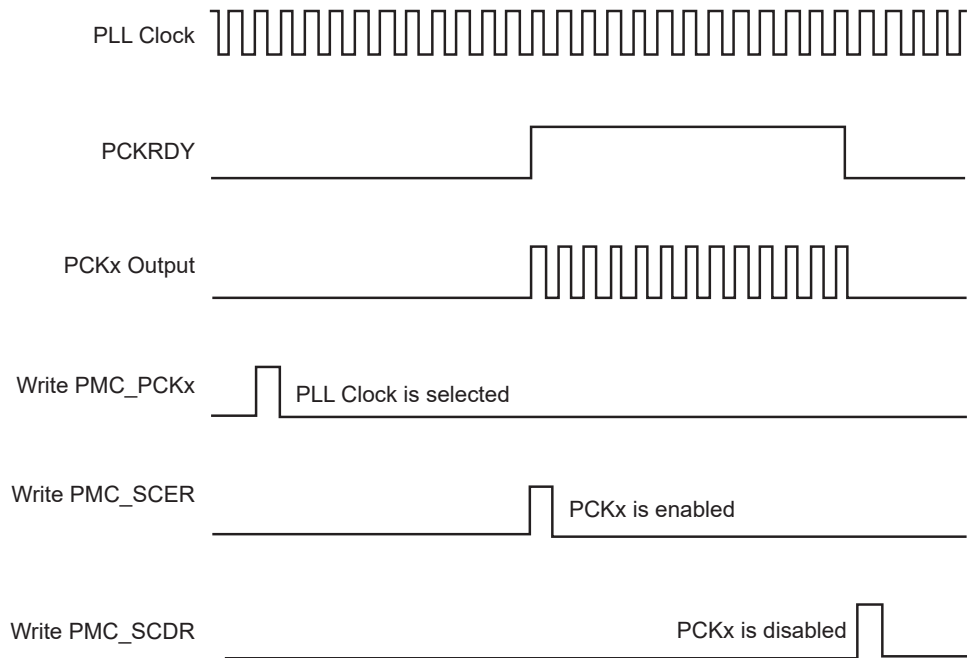 PLL Clock
PCKRDY
PCKx Output
Write PMC_PCKx
PLL Clock is selected
Write PMC_SCER
PCKx is enabled
Write PMC_SCDR
PCKx is disabled